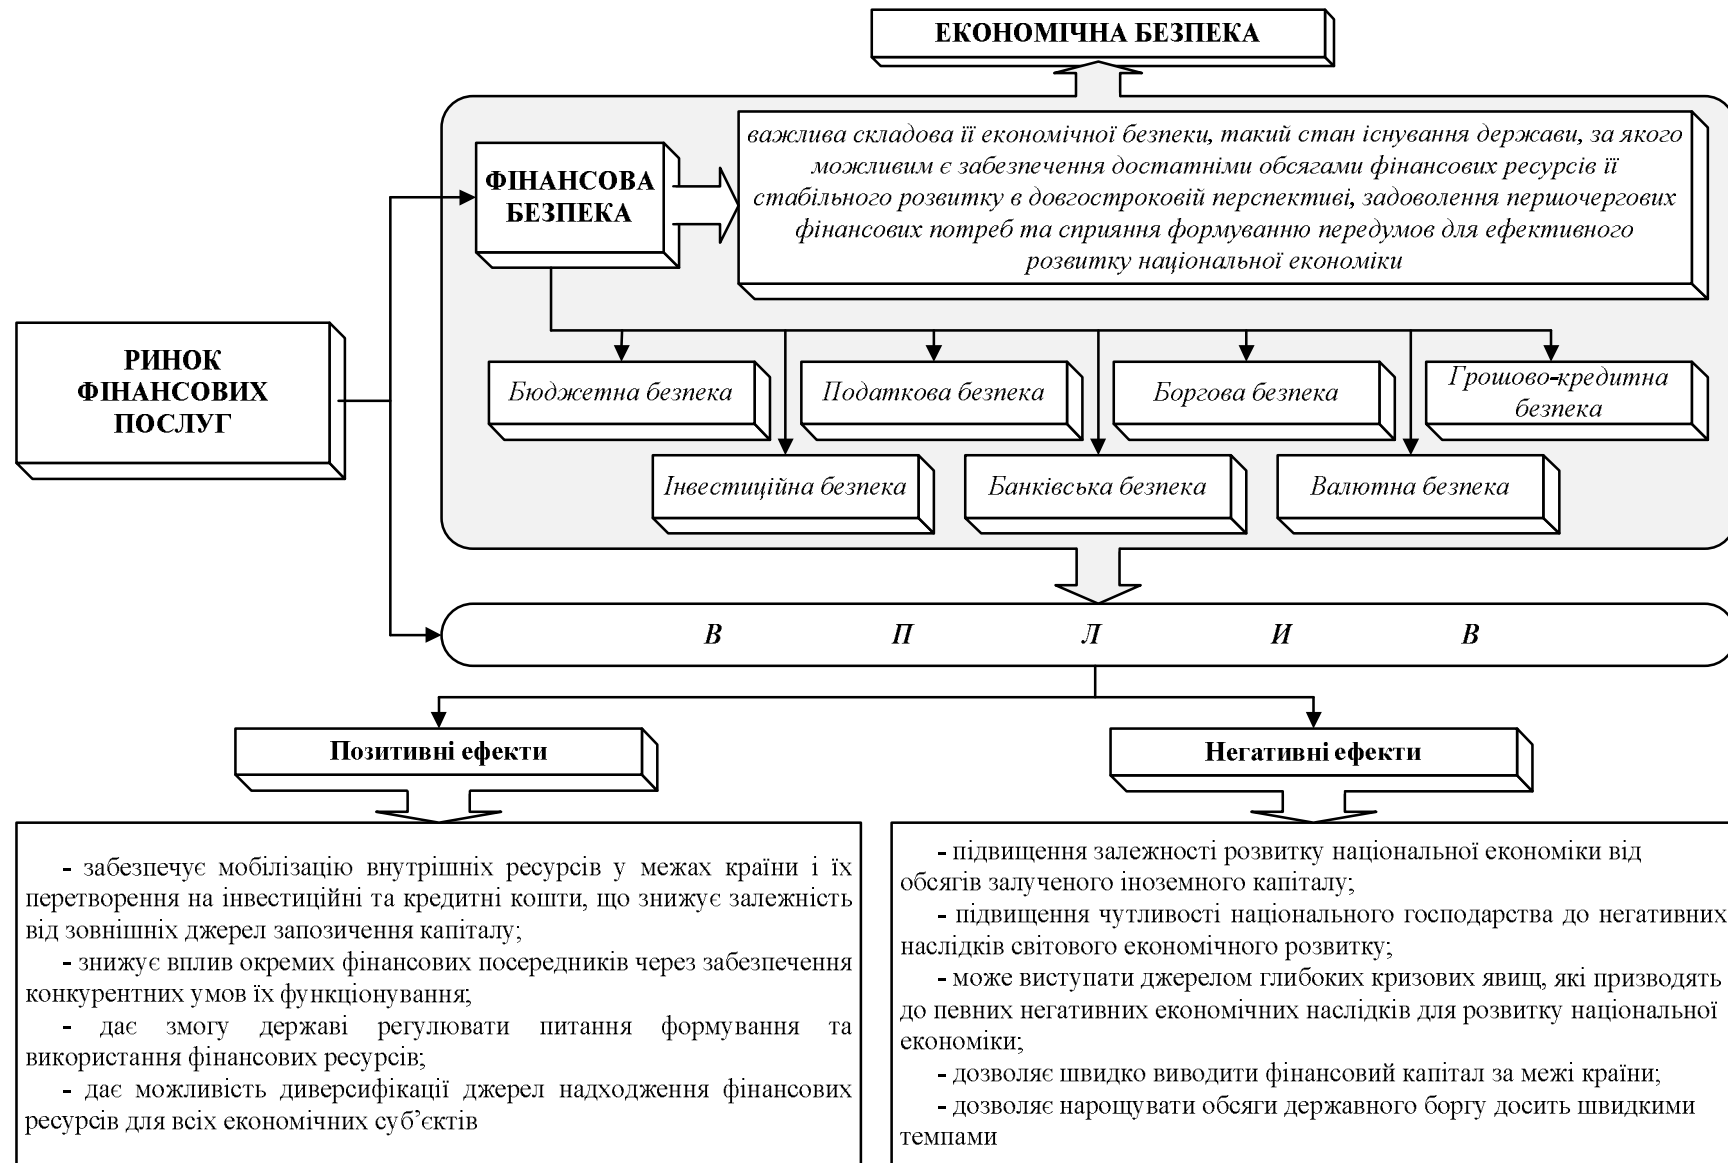 ЕКОНОМІЧНА БЕЗПЕКА
ФІНАНСОВА
БЕЗПЕКА
важлива складова її економічної безпеки, такий стан існування держави, за якого
можливим є забезпечення достатніми обсягами фінансових ресурсів її
стабільного розвитку в довгостроковій перспективі, задоволення першочергових
фінансових потреб та сприяння формуванню передумов для ефективного
розвитку національної економіки
РИНОК
ФІНАНСОВИХ
ПОСЛУГ
Бюджетна безпека
Податкова безпека
Боргова безпека
Грошово-кредитна
безпека
Інвестиційна безпека
Банківська безпека
Валютна безпека
В П Л И В
Позитивні ефекти
Негативні ефекти
- забезпечує мобілізацію внутрішніх ресурсів у межах країни і їх
перетворення на інвестиційні та кредитні кошти, що знижує залежність
від зовнішніх джерел запозичення капіталу;
- знижує вплив окремих фінансових посередників через забезпечення
конкурентних умов їх функціонування;
- дає змогу державі регулювати питання формування та
використання фінансових ресурсів;
- дає можливість диверсифікації джерел надходження фінансових
ресурсів для всіх економічних суб’єктів
- підвищення залежності розвитку національної економіки від
обсягів залученого іноземного капіталу;
- підвищення чутливості національного господарства до негативних
наслідків світового економічного розвитку;
- може виступати джерелом глибоких кризових явищ, які призводять
до певних негативних економічних наслідків для розвитку національної
економіки;
- дозволяє швидко виводити фінансовий капітал за межі країни;
- дозволяє нарощувати обсяги державного боргу досить швидкими
темпами